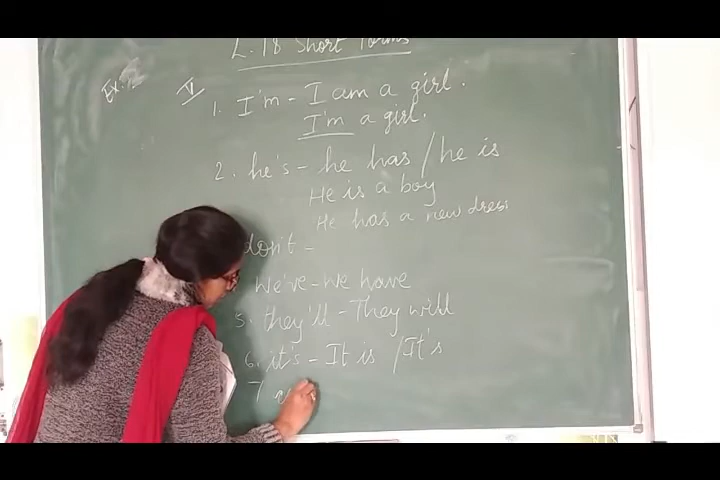 L.18 Short Forms
Ex.
IV
1. I'm - I am a girl.
I'm a girl.
2. he's - he has / he is
He is a boy
He has a new dress.
don't -
we've - we have
5. they'll - They will
6. it's - It is / It's
7